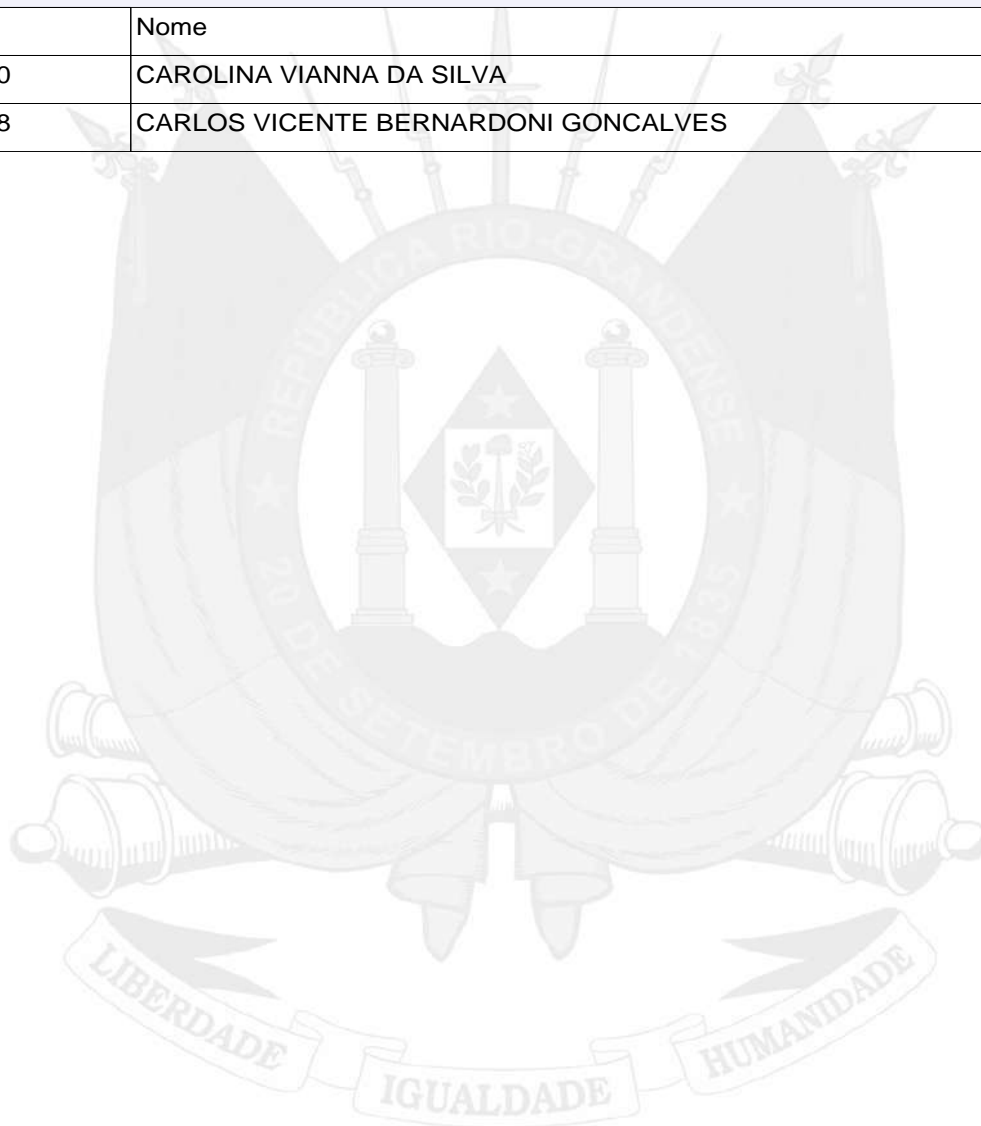 Nome
0 CAROLINA VIANNA DA SILVA
8 CARLOS VICENTE BERNARDONI GONCALVES
REPÚBLICA RIO-GRANDENSE
20 DE SETEMBRO DE 1835
LIBERDADE IGUALDADE HUMANIDADE